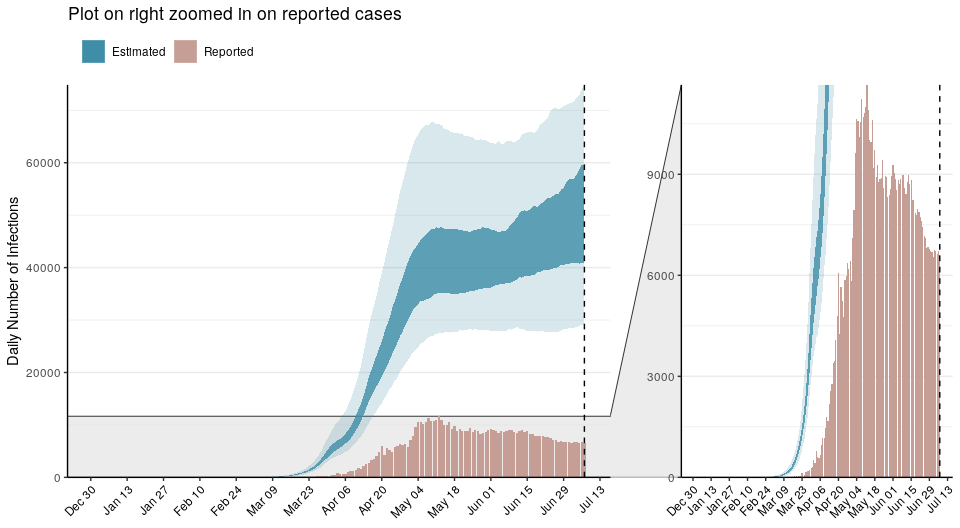 Plot on right zoomed in on reported cases
Estimated Reported
Daily Number of Infections
60000
40000
20000
0
Dec 30 Jan 13 Jan 27 Feb 10 Feb 24 Mar 09 Mar 23 Apr 06 Apr 20 May 04 May 18 Jun 01 Jun 15 Jun 29 Jul 13
9000
6000
3000
0
Dec 30 Jan 13 Jan 27 Feb 10 Feb 24 Mar 09 Mar 23 Apr 06 Apr 20 May 04 May 18 Jun 01 Jun 15 Jun 29 Jul 13